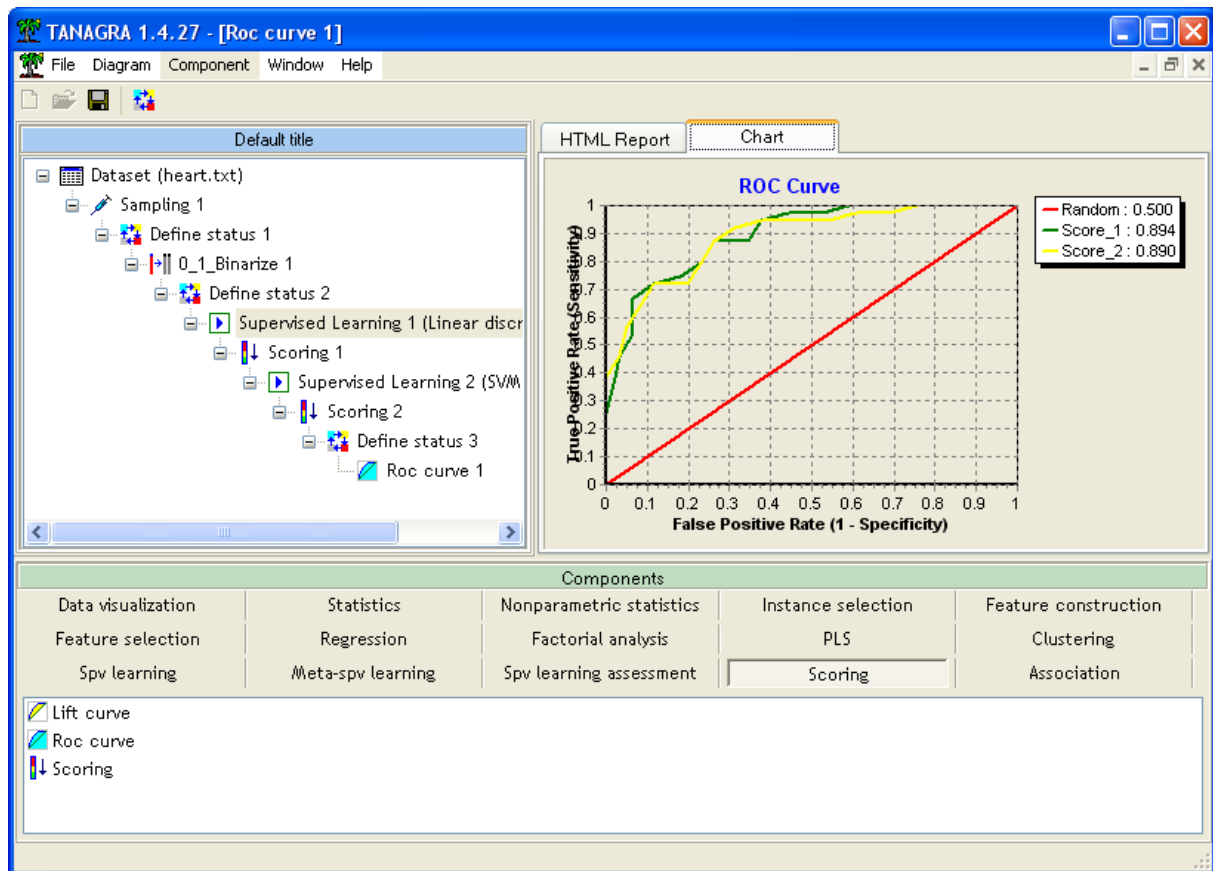 TANAGRA 1.4.27 - [Roc curve 1]
File Diagram Component Window Help
Default title
Dataset (heart.txt)
Sampling 1
Define status 1
0_1_Binarize 1
Define status 2
Supervised Learning 1 (Linear discr
Scoring 1
Supervised Learning 2 (SVM
Scoring 2
Define status 3
Roc curve 1
HTML Report
Chart
ROC Curve
True Positive Rate (Sensitivity)
1
0.9
0.8
0.7
0.6
0.5
0.4
0.3
0.2
0.1
0
0 0.1 0.2 0.3 0.4 0.5 0.6 0.7 0.8 0.9 1
False Positive Rate (1 - Specificity)
Random : 0.500
Score_1 : 0.894
Score_2 : 0.890
Components
Data visualization Statistics Nonparametric statistics Instance selection Feature construction
Feature selection Regression Factorial analysis PLS Clustering
Spv learning Meta-spv learning Spv learning assessment Scoring Association
Lift curve
Roc curve
Scoring